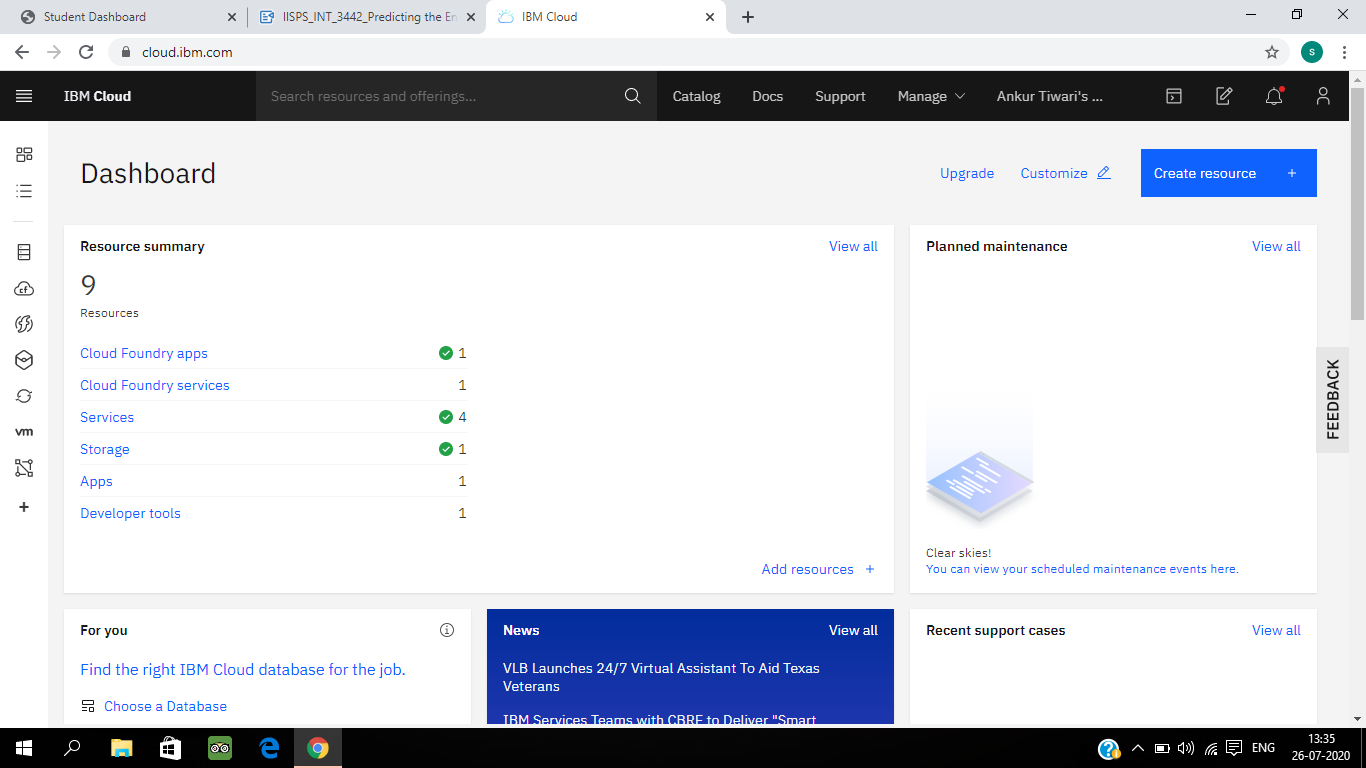 Student Dashboard
IISPS_INT_3442_Predicting the En
IBM Cloud
cloud.ibm.com
s
IBM Cloud
Search resources and offerings...
Catalog
Docs
Support
Manage
Ankur Tiwari's ...
Dashboard
Upgrade
Customize
Create resource +
Resource summary
View all
9
Resources
Cloud Foundry apps 1
Cloud Foundry services 1
Services 4
Storage 1
Apps 1
Developer tools 1
Add resources +
Planned maintenance
View all
Clear skies!
You can view your scheduled maintenance events here.
FEEDBACK
cf
vm
For you
Find the right IBM Cloud database for the job.
Choose a Database
News
View all
VLB Launches 24/7 Virtual Assistant To Aid Texas
Veterans
IBM Services Teams with CBRE to Deliver "Smart
Recent support cases
View all
ENG
13:35
26-07-2020